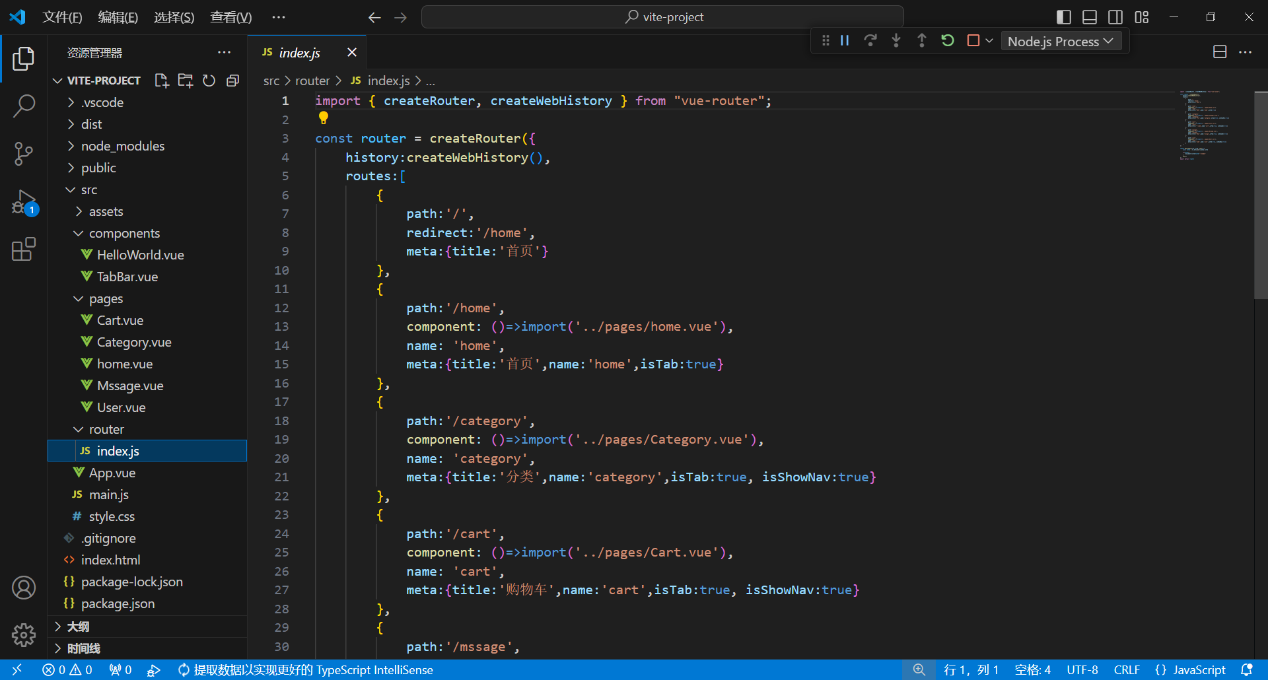 文件(F) 编辑(E) 选择(S) 查看(V) ···
vite-project
Node.js Process
资源管理器 ···
VITE-PROJECT
.vscode
dist
node_modules
public
src
assets
components
HelloWorld.vue
TabBar.vue
pages
Cart.vue
Category.vue
home.vue
Mssage.vue
User.vue
router
JS index.js
App.vue
JS main.js
# style.css
.gitignore
<> index.html
{} package-lock.json
{} package.json
大纲
时间线
JS index.js ×
src > router > JS index.js > ...
1 import { createRouter, createWebHistory } from "vue-router";
2
3 const router = createRouter({
4 history:createWebHistory(),
5 routes:[
6 {
7 path:'/',
8 redirect:'/home',
9 meta:{title:'首页'}
10 },
11 {
12 path:'/home',
13 component: ()=>import('../pages/home.vue'),
14 name: 'home',
15 meta:{title:'首页',name:'home',isTab:true}
16 },
17 {
18 path:'/category',
19 component: ()=>import('../pages/Category.vue'),
20 name: 'category',
21 meta:{title:'分类',name:'category',isTab:true, isShowNav:true}
22 },
23 {
24 path:'/cart',
25 component: ()=>import('../pages/Cart.vue'),
26 name: 'cart',
27 meta:{title:'购物车',name:'cart',isTab:true, isShowNav:true}
28 },
29 {
30 path:'/mssage',
1
0 0 0 提取数据以实现更好的 TypeScript IntelliSense 行 1，列 1 空格: 4 UTF-8 CRLF {} JavaScript